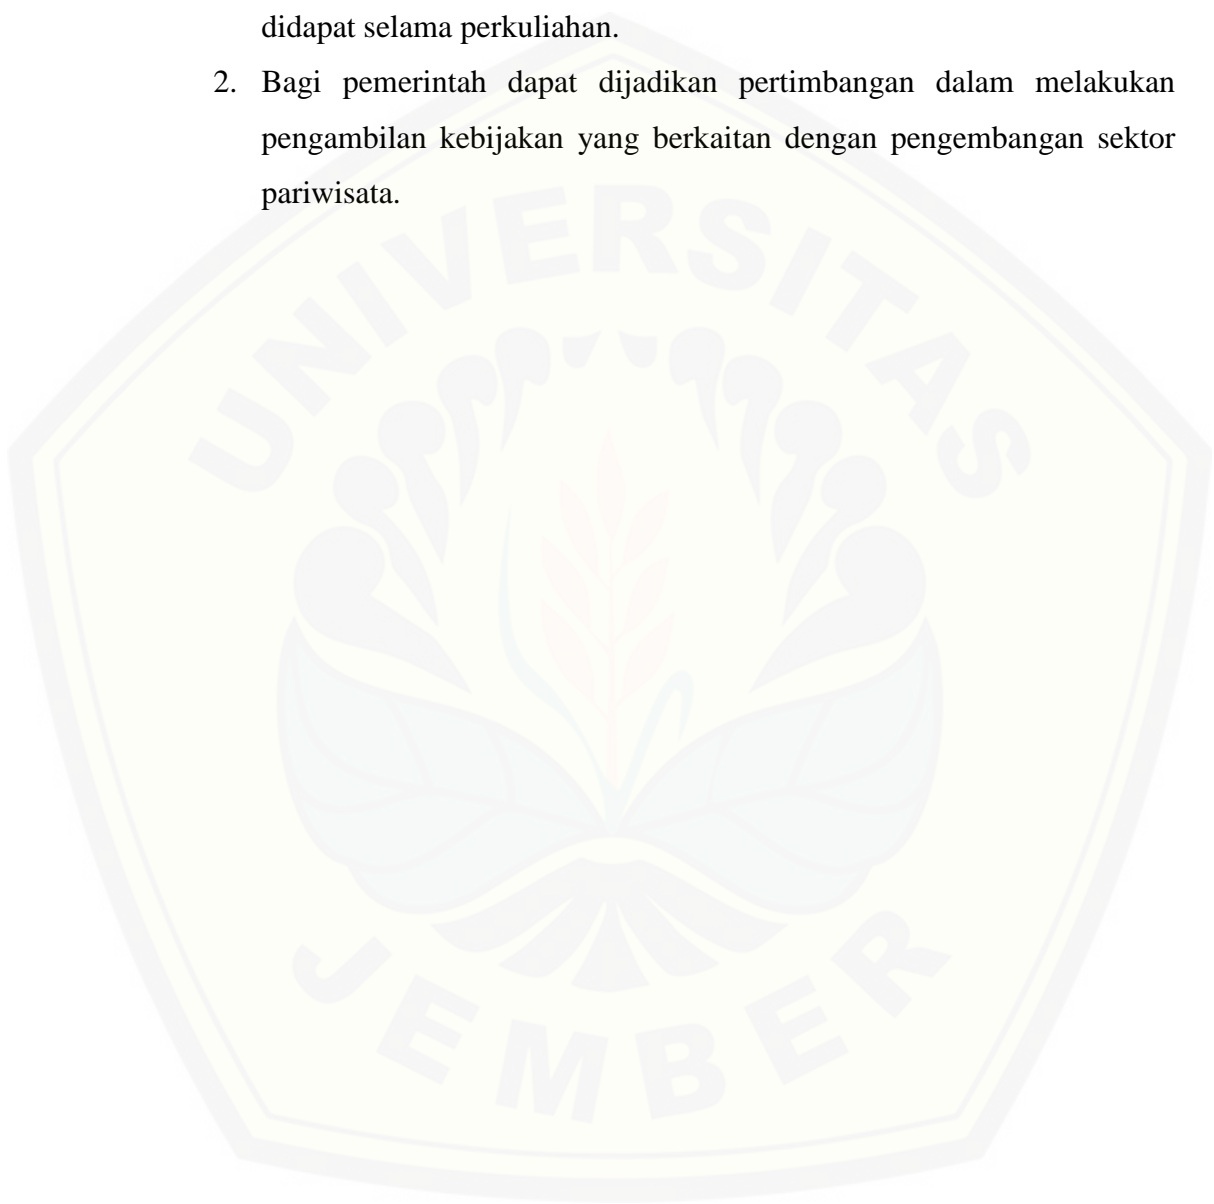 didapat selama perkuliahan.
2. Bagi pemerintah dapat dijadikan pertimbangan dalam melakukan
pengambilan kebijakan yang berkaitan dengan pengembangan sektor
pariwisata.
UNIVERSITAS
JEMBER